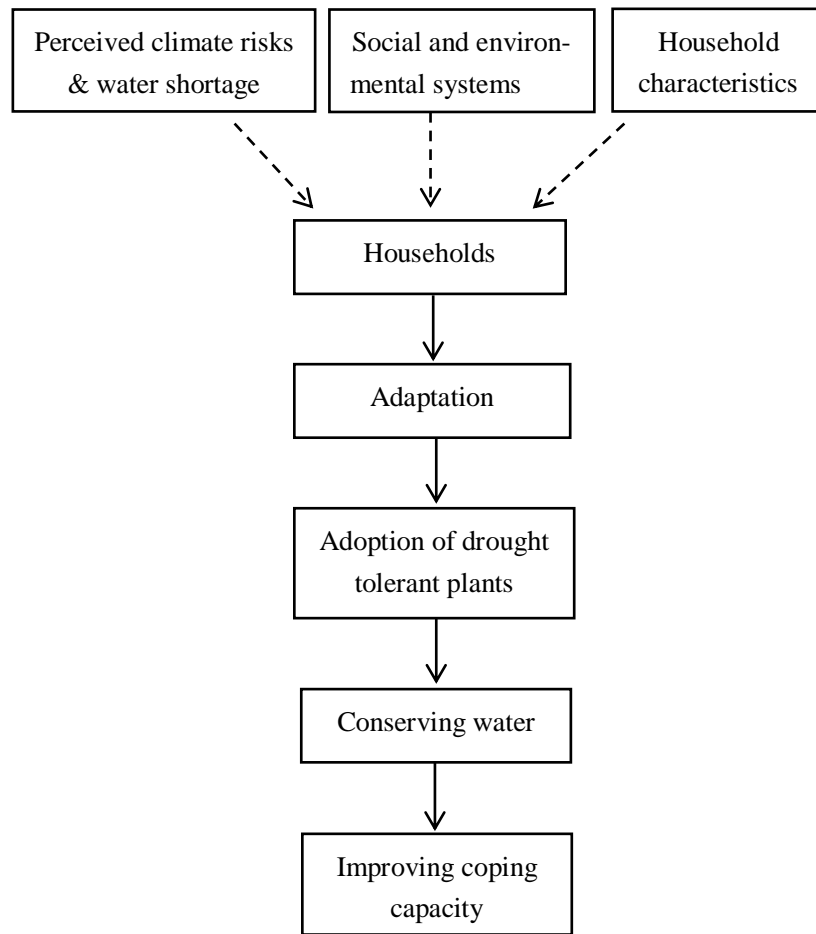 Perceived climate risks
& water shortage
Social and environ-
mental systems
Household
characteristics
Households
Adaptation
Adoption of drought
tolerant plants
Conserving water
Improving coping
capacity